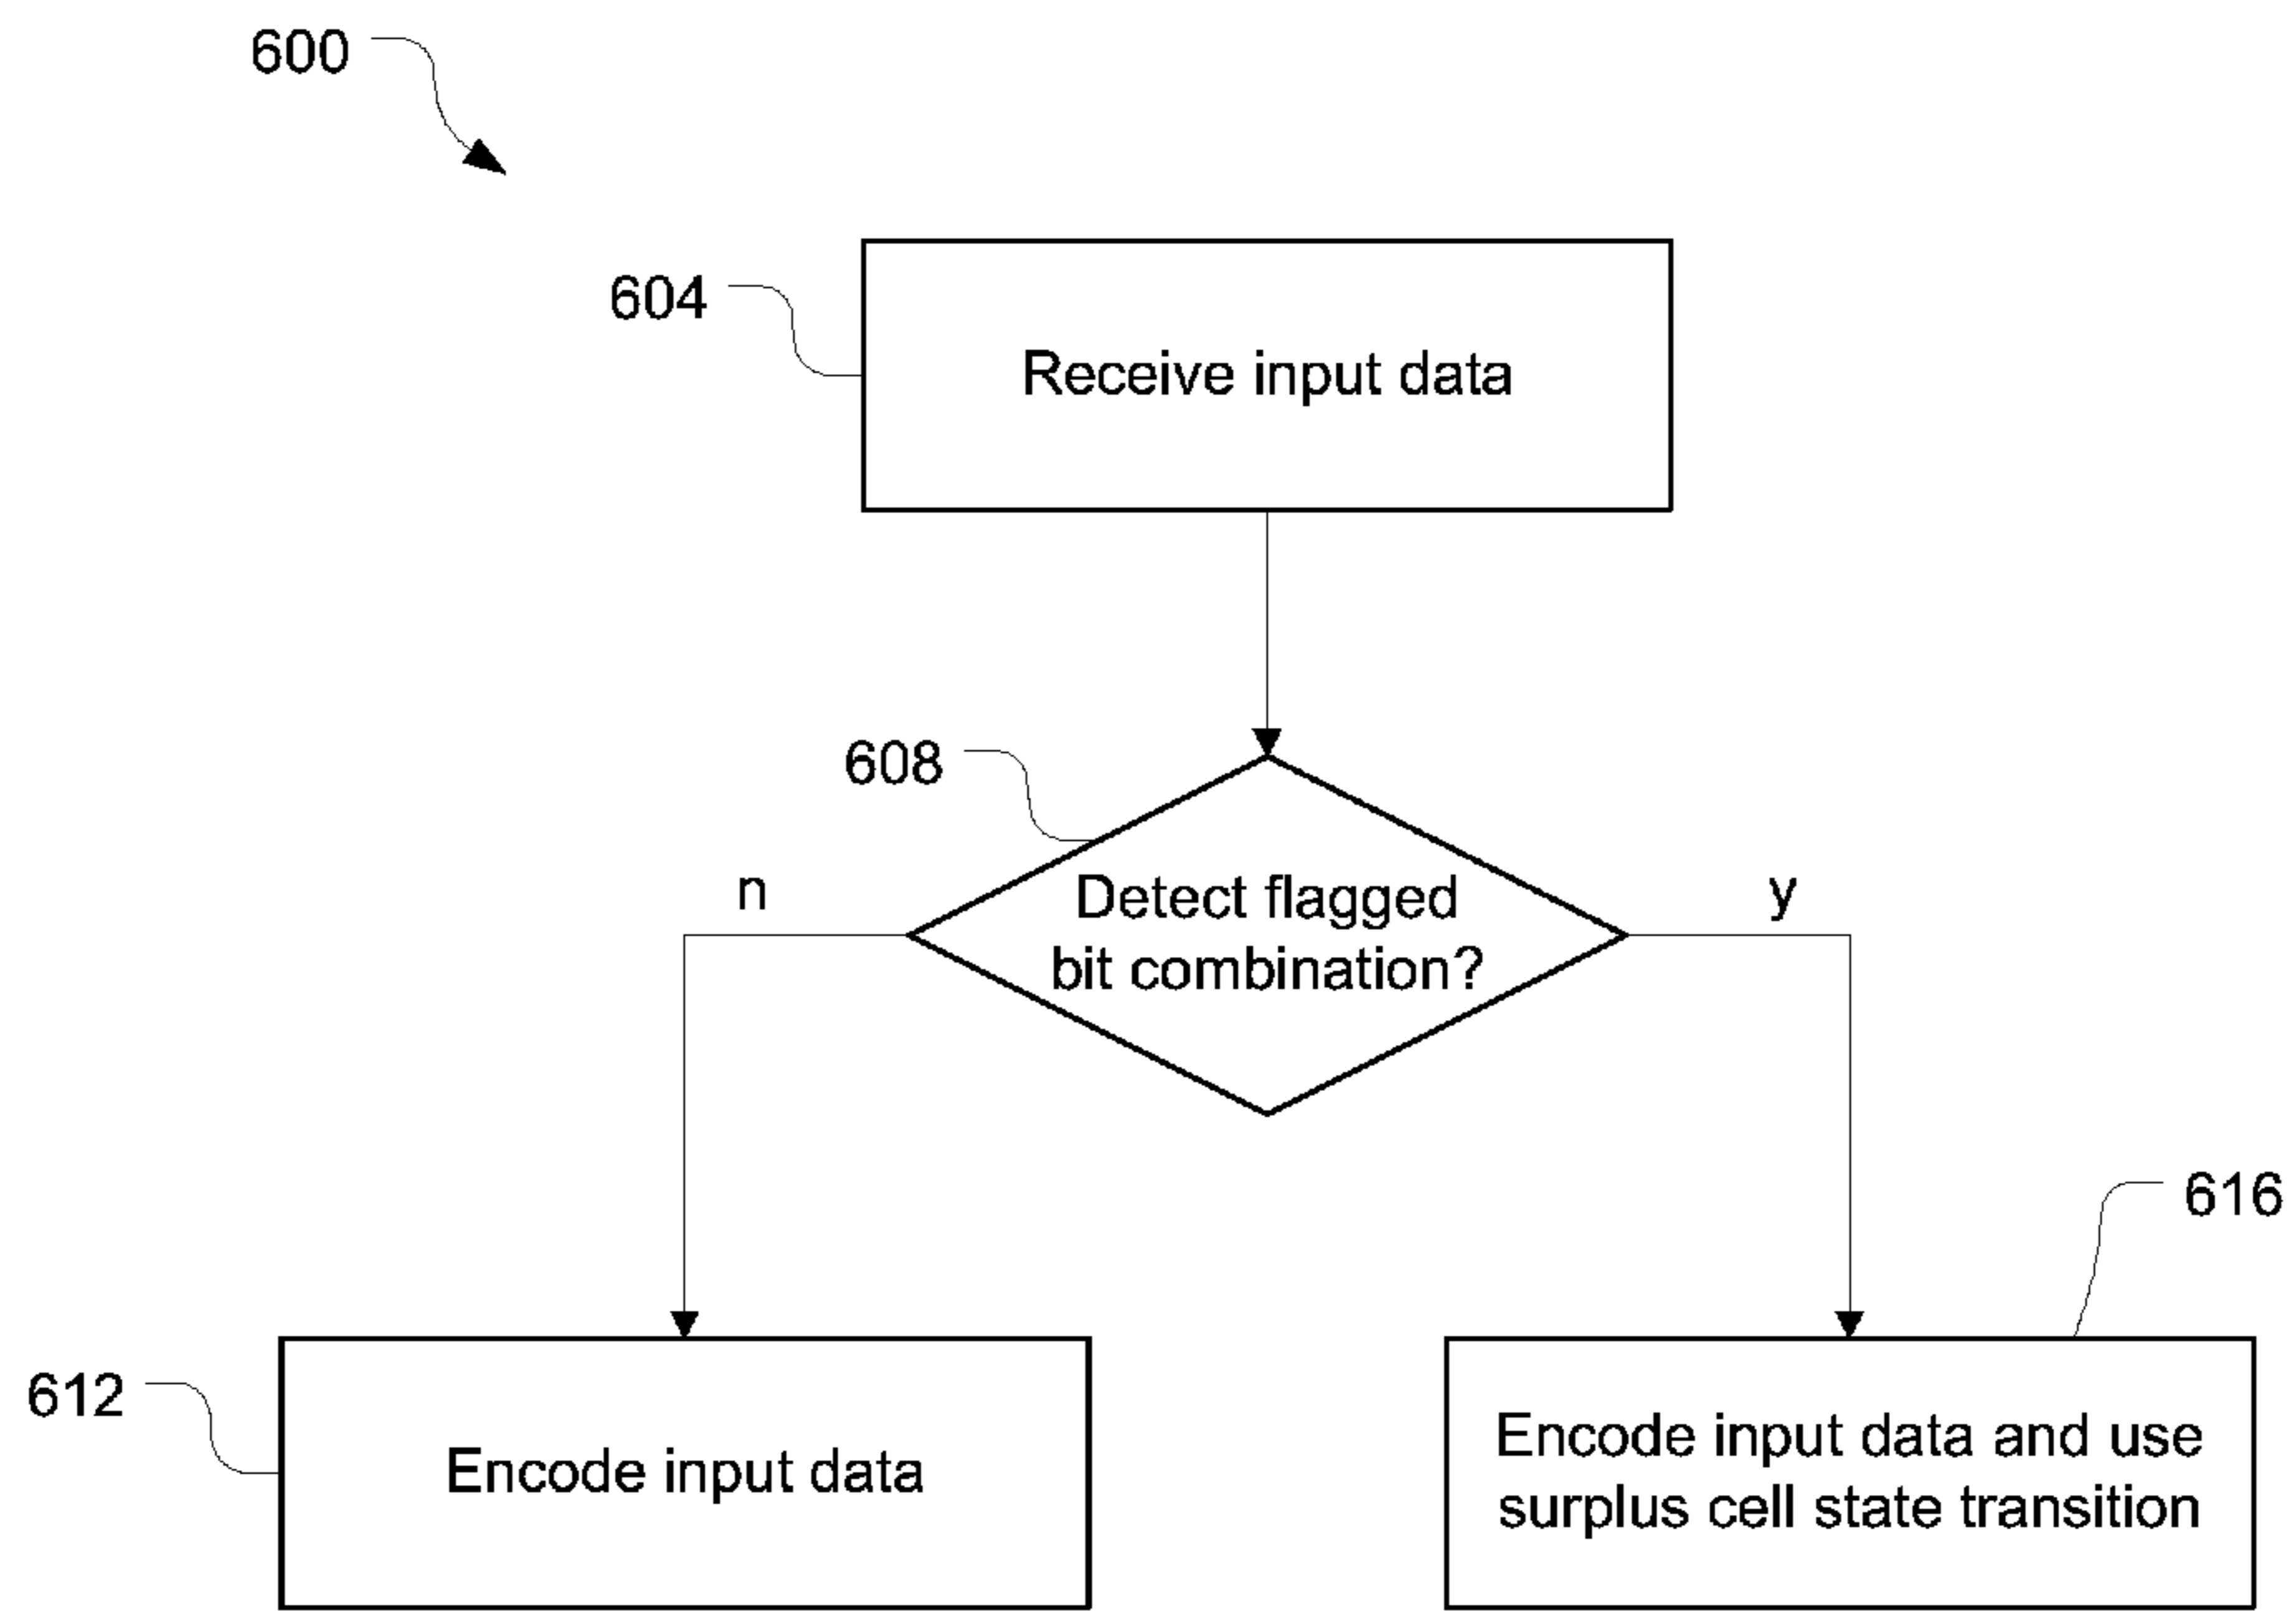 600
604
Receive input data
608
Detect flagged
bit combination?
n
y
616
612
Encode input data
Encode input data and use
surplus cell state transition